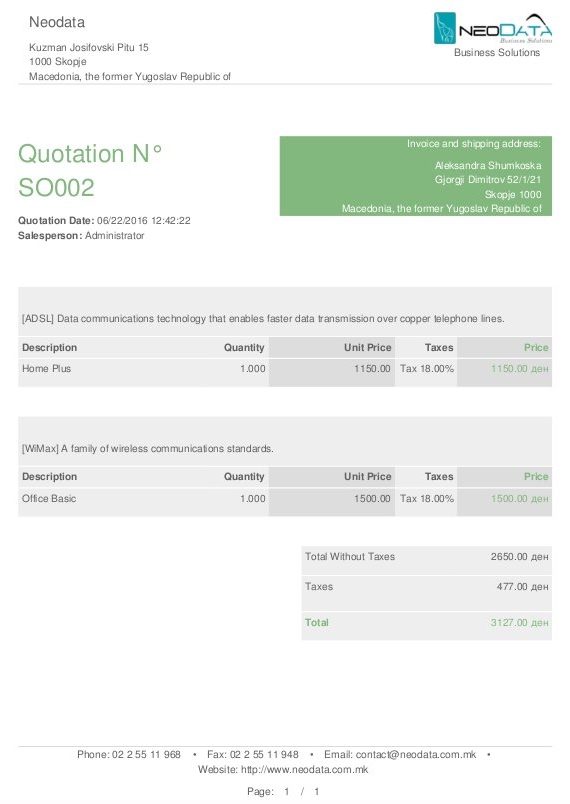 Neodata
NEODATA
Business Solutions
Business Solutions
Kuzman Josifovski Pitu 15
1000 Skopje
Macedonia, the former Yugoslav Republic of
Quotation N°
SO002
Quotation Date: 06/22/2016 12:42:22
Salesperson: Administrator
Invoice and shipping address:
Aleksandra Shumkoska
Gjorgji Dimitrov 52/1/21
Skopje 1000
Macedonia, the former Yugoslav Republic of
[ADSL] Data communications technology that enables faster data transmission over copper telephone lines.
Description Quantity Unit Price Taxes Price
Home Plus 1.000 1150.00 Tax 18.00% 1150.00 ден
[WiMax] A family of wireless communications standards.
Description Quantity Unit Price Taxes Price
Office Basic 1.000 1500.00 Tax 18.00% 1500.00 ден
Total Without Taxes 2650.00 ден
Taxes 477.00 ден
Total 3127.00 ден
Phone: 02 2 55 11 968 • Fax: 02 2 55 11 948 • Email: contact@neodata.com.mk •
Website: http://www.neodata.com.mk
Page: 1 / 1